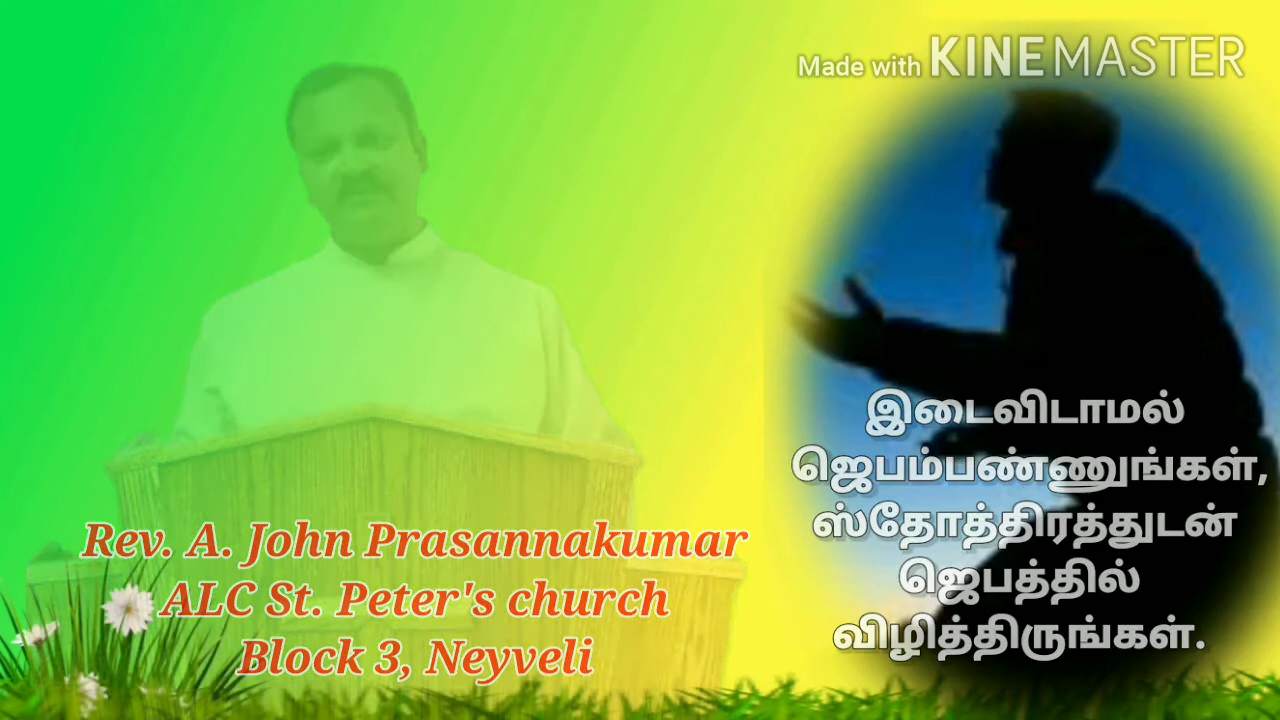 Made with KINEMASTER
இடைவிடாமல்
ஜெபம்பண்ணுங்கள்,
ஸ்தோத்திரத்துடன்
ஜெபத்தில்
விழித்திருங்கள்.
Rev. A. John Prasannakumar
ALC St. Peter's church
Block 3, Neyveli